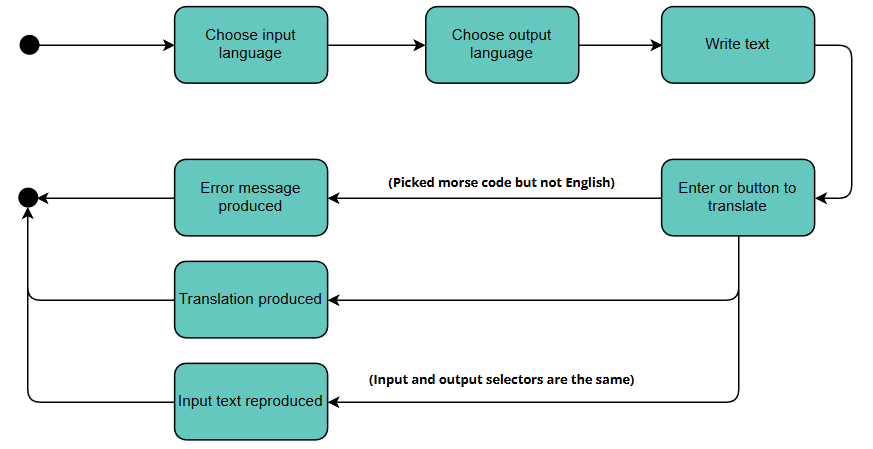 Choose input
language
Choose output
language
Write text
Error message
produced
(Picked morse code but not English)
Enter or button to
translate
Translation produced
(Input and output selectors are the same)
Input text reproduced